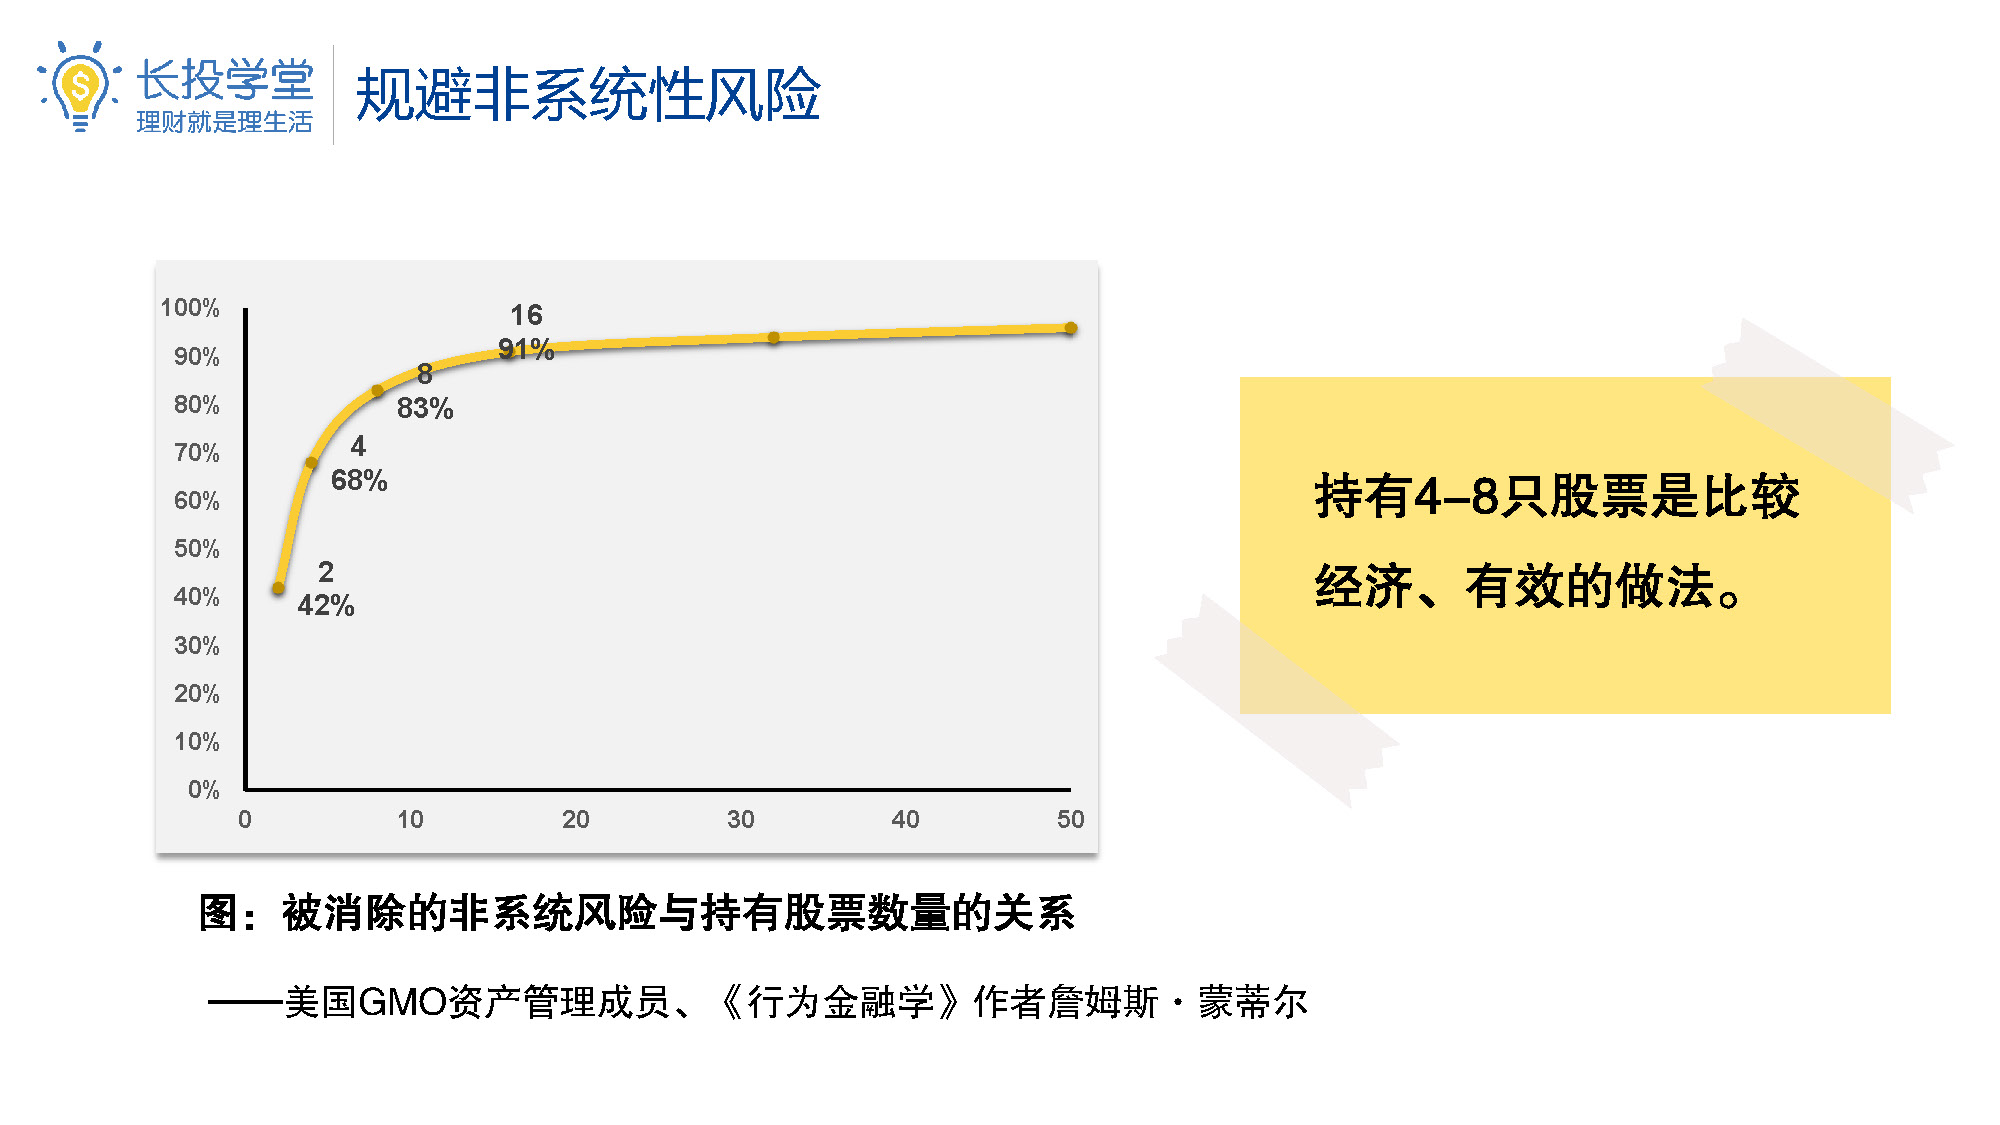 长投学堂
理财就是理生活
规避非系统性风险
100%
90%
80%
70%
60%
50%
40%
30%
20%
10%
0%
0 10 20 30 40 50
16
91%
8
83%
4
68%
2
42%
持有4-8只股票是比较
经济、有效的做法。
图：被消除的非系统风险与持有股票数量的关系
——美国GMO资产管理成员、《行为金融学》作者詹姆斯·蒙蒂尔